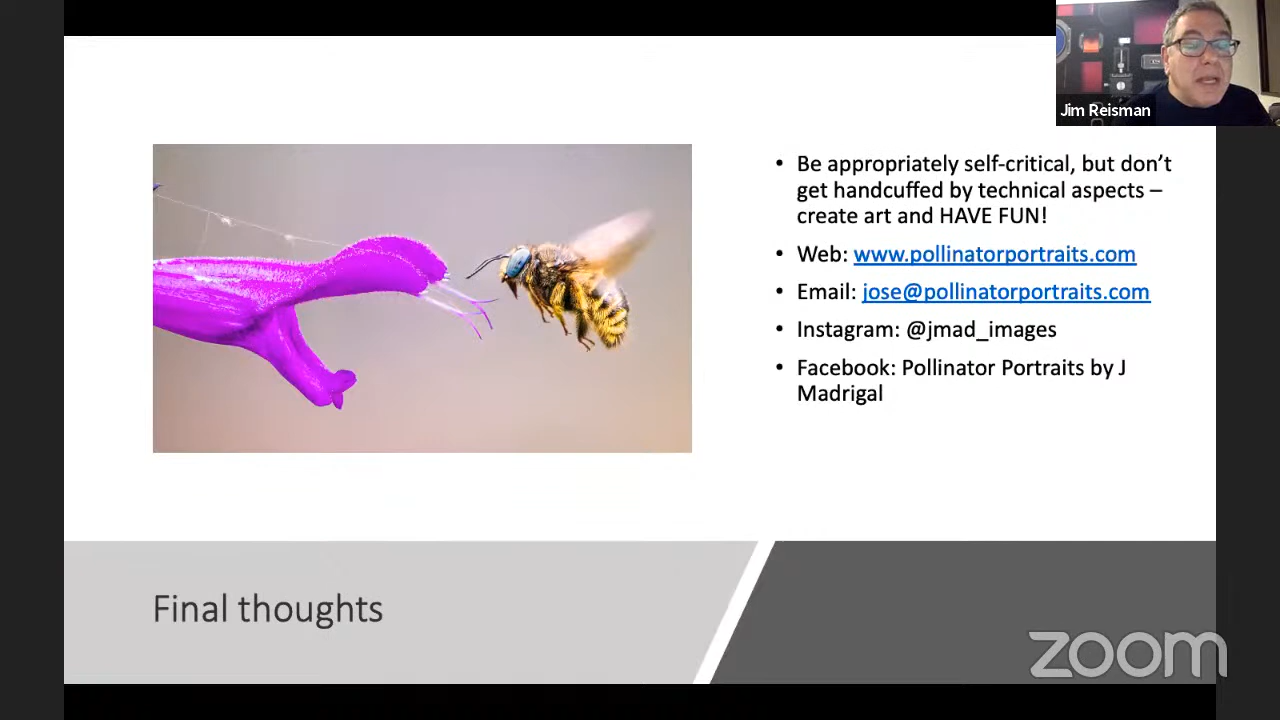 Jim Reisman
• Be appropriately self-critical, but don’t
get handcuffed by technical aspects –
create art and HAVE FUN!
• Web: www.pollinatorportraits.com
• Email: jose@pollinatorportraits.com
• Instagram: @jmad_images
• Facebook: Pollinator Portraits by J
Madrigal
Final thoughts
zoom